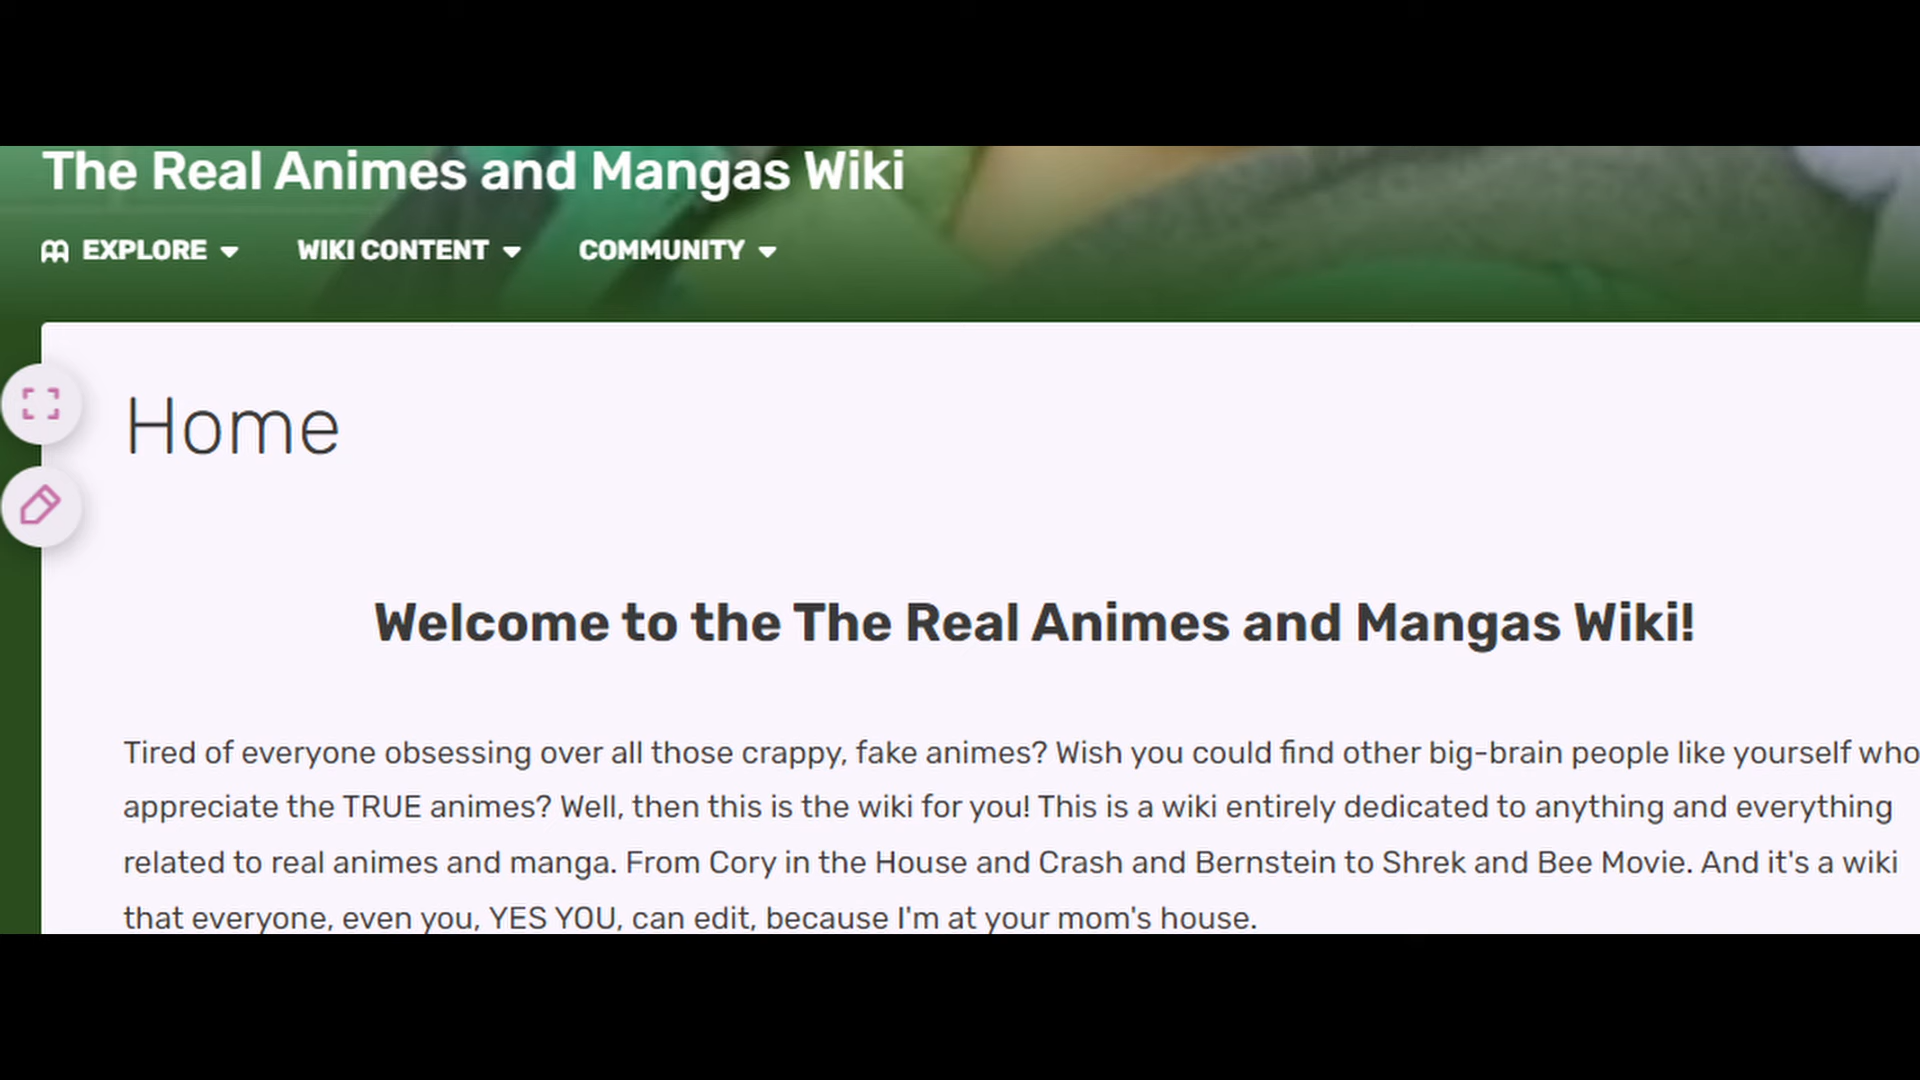 The Real Animes and Mangas Wiki
EXPLORE
WIKI CONTENT
COMMUNITY
Home
Welcome to the The Real Animes and Mangas Wiki!
Tired of everyone obsessing over all those crappy, fake animes? Wish you could find other big-brain people like yourself who
appreciate the TRUE animes? Well, then this is the wiki for you! This is a wiki entirely dedicated to anything and everything
related to real animes and manga. From Cory in the House and Crash and Bernstein to Shrek and Bee Movie. And it's a wiki
that everyone, even you, YES YOU, can edit, because I'm at your mom's house.